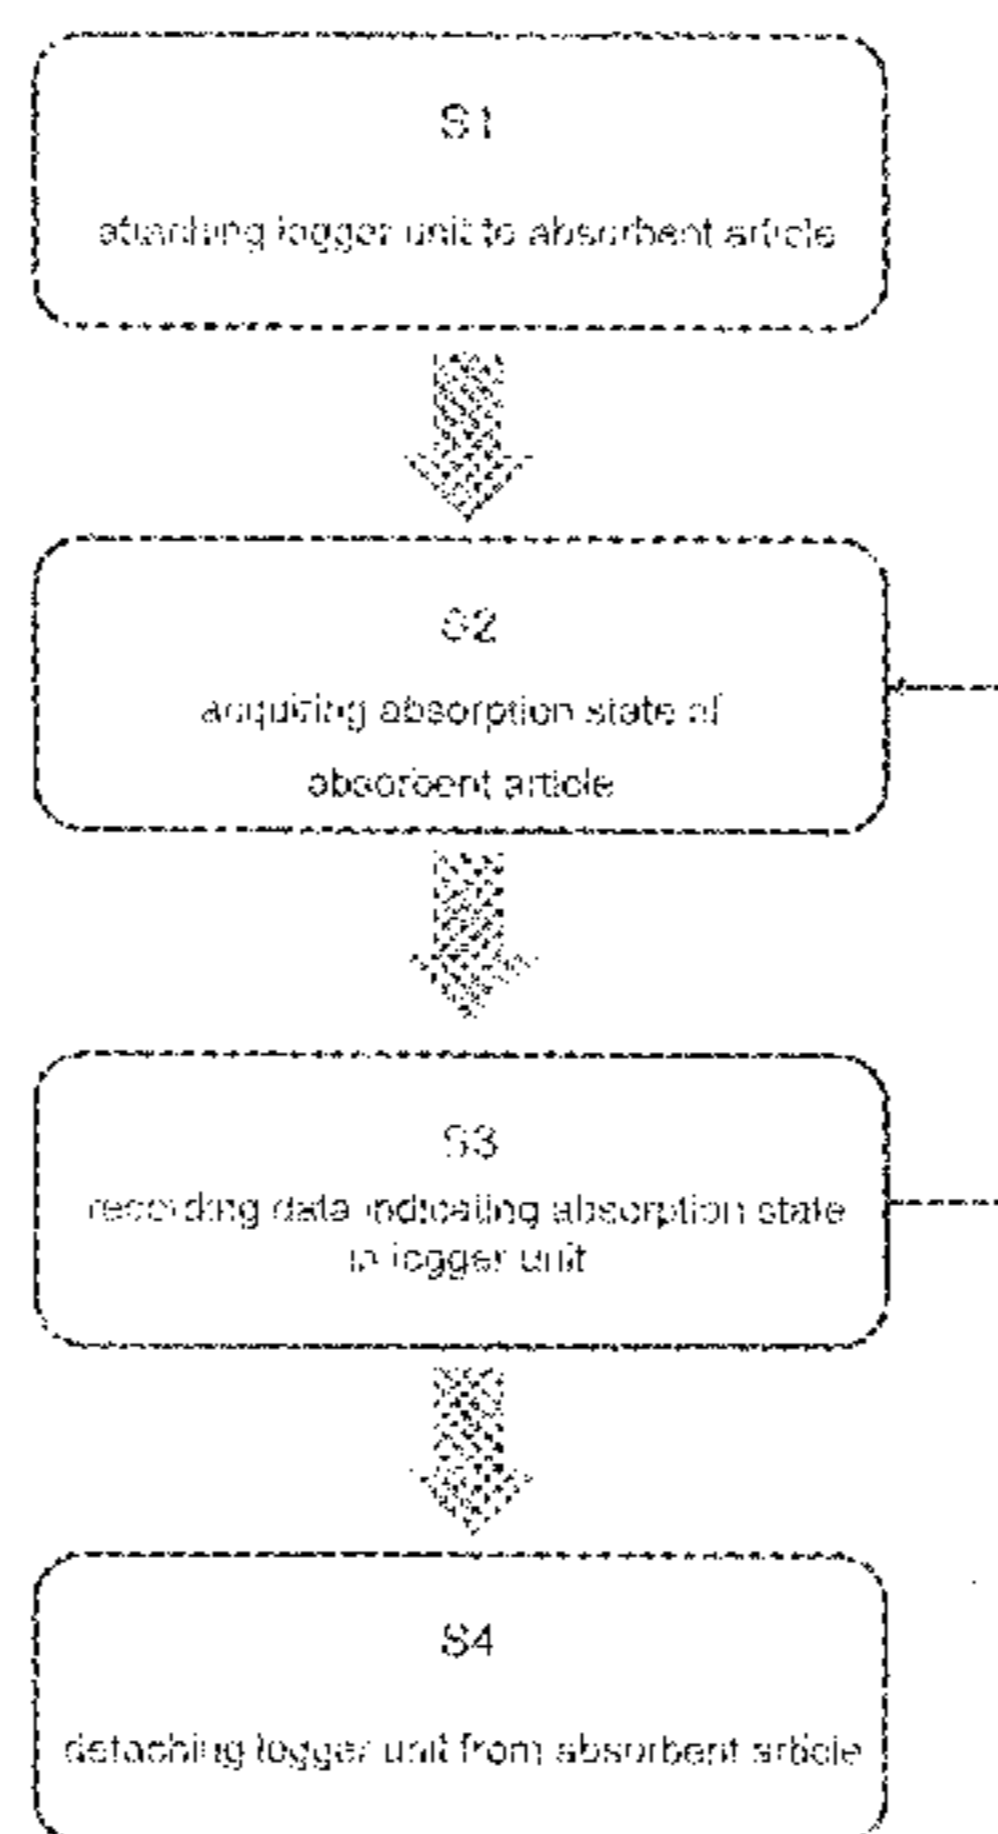 S1
attaching logger unit to absorbent article
S2
acquiring absorption state of
absorbent article
S3
recording data indicating absorption state
in logger unit
S4
detaching logger unit from absorbent article